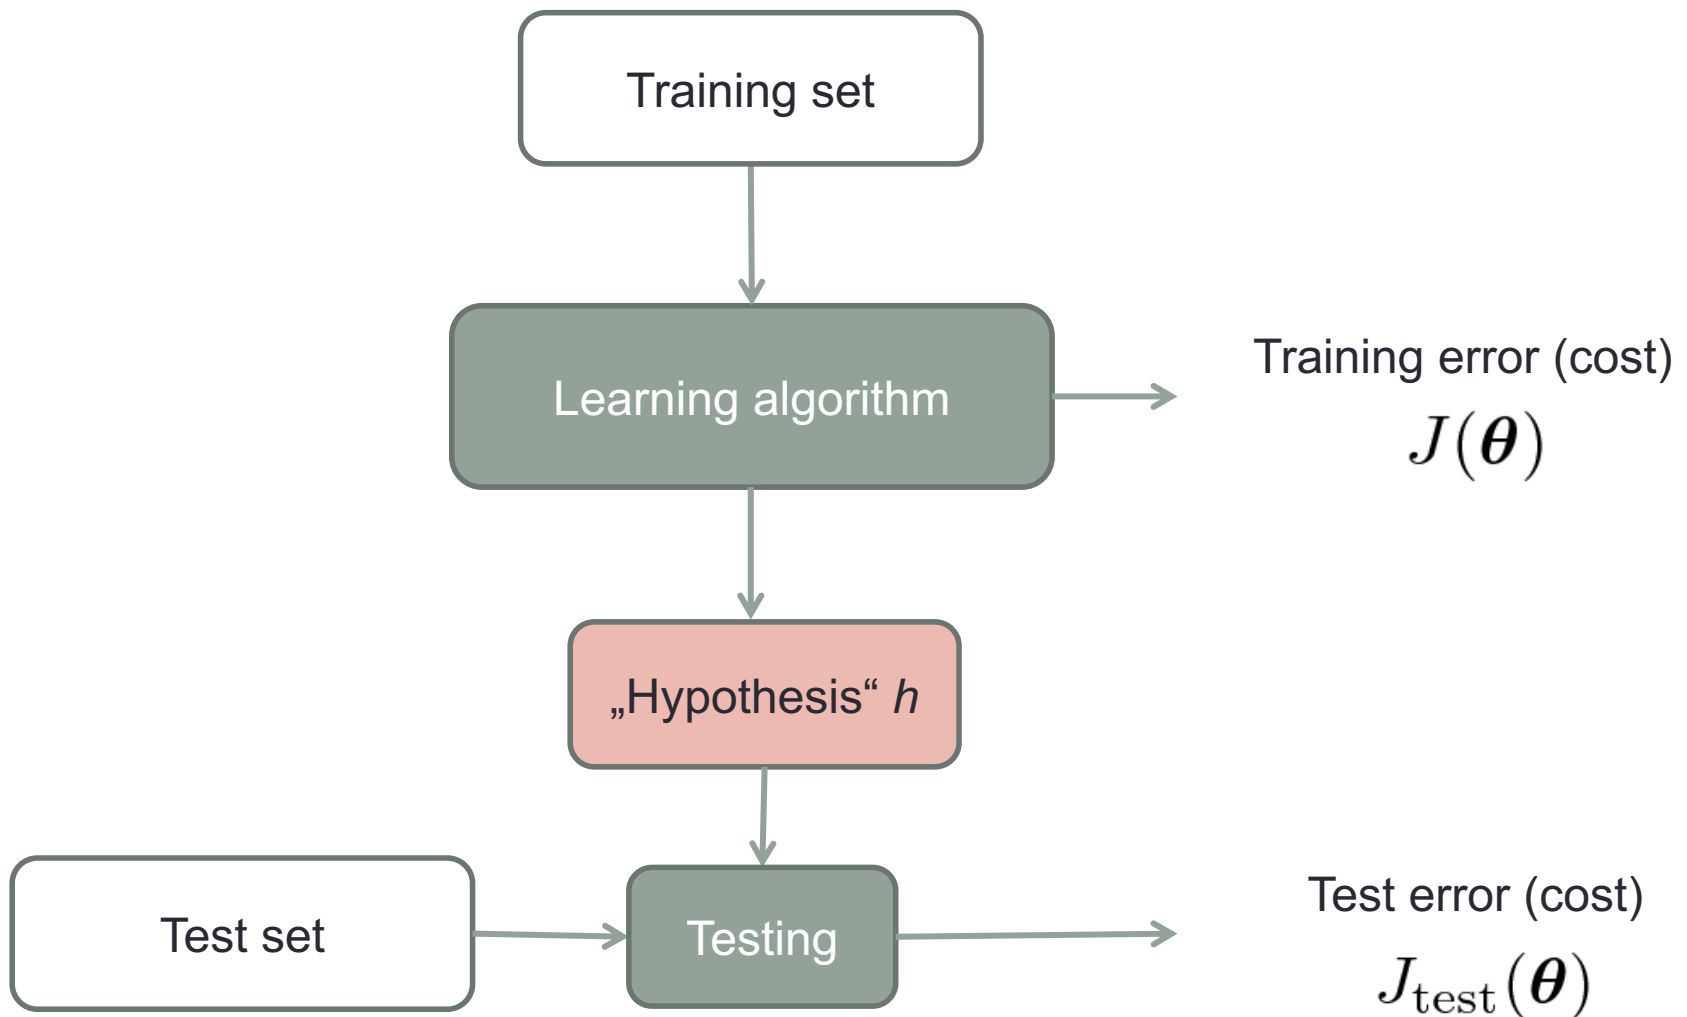 Training set
Learning algorithm
Training error (cost)
J(θ)
„Hypothesis“ h
Test set
Testing
Test error (cost)
J_test(θ)